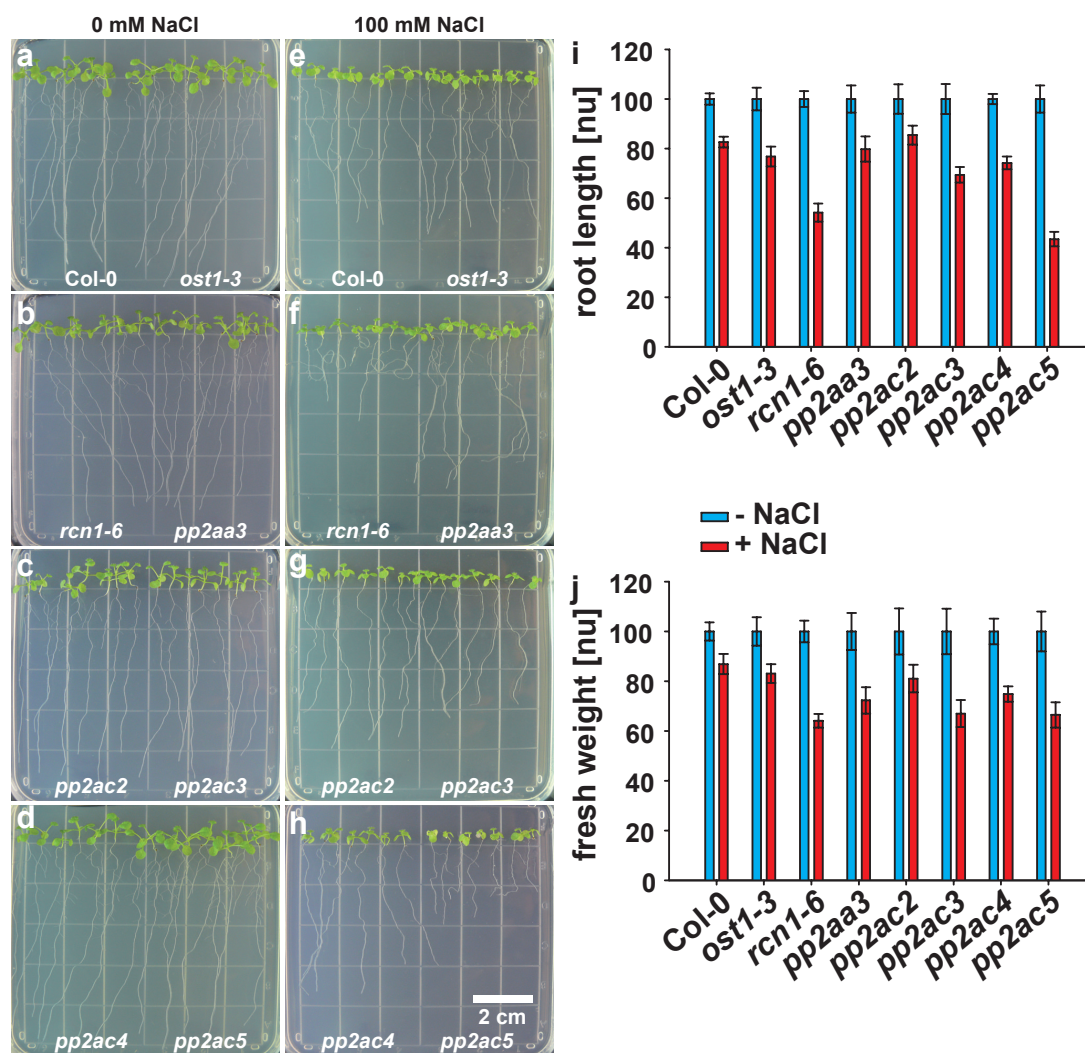 0 mM NaCl
100 mM NaCl
a
Col-0
ost1-3
e
Col-0
ost1-3
b
rcn1-6
pp2aa3
f
rcn1-6
pp2aa3
c
pp2ac2
pp2ac3
g
pp2ac2
pp2ac3
d
pp2ac4
pp2ac5
h
2 cm
pp2ac4
pp2ac5
i
root length [nu]
120
100
80
60
40
20
0
Col-0
ost1-3
rcn1-6
pp2aa3
pp2ac2
pp2ac3
pp2ac4
pp2ac5
- NaCl
+ NaCl
j
fresh weight [nu]
120
100
80
60
40
20
0
Col-0
ost1-3
rcn1-6
pp2aa3
pp2ac2
pp2ac3
pp2ac4
pp2ac5